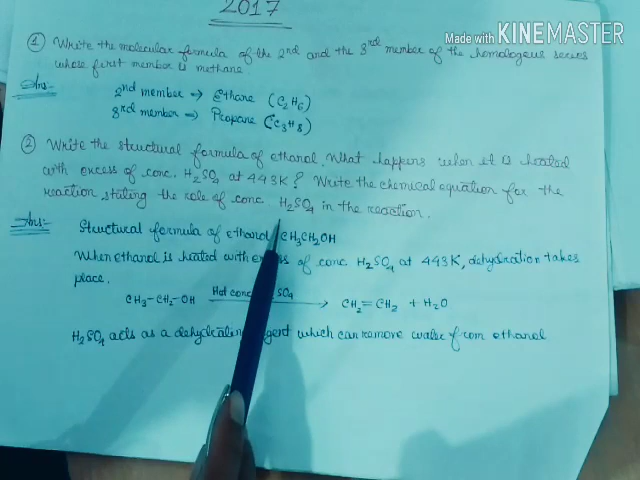 2017
Made with KINEMASTER
① Write the molecular formula of the 2nd and the 3rd member of the homologous series
whose first member is methane.
Ans:-
2nd member → Ethane (C2H6)
3rd member → Propane (C3H8)
② Write the structural formula of ethanol. What happens when it is heated
with excess of conc. H2SO4 at 443K? Write the chemical equation for the
reaction stating the role of conc H2SO4 in the reaction.
Ans:-
Structural formula of ethanol CH3CH2OH
When ethanol is heated with of conc H2SO4 at 443K, dehydration takes
place.
Hot conc SO4
CH3-CH2-OH → CH2=CH2 + H2O
H2SO4 acts as a dehydrating which can remove water from ethanol